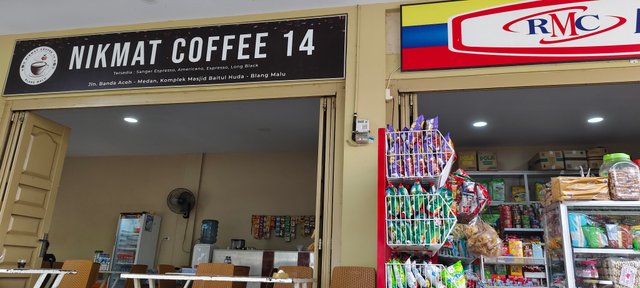 NIKMAT COFFEE 14
Tersedia : Sanger Espresso, Americano, Espresso, Long Black
Jln. Banda Aceh - Medan, Komplek Masjid Baitul Huda - Blang Malu
RMC